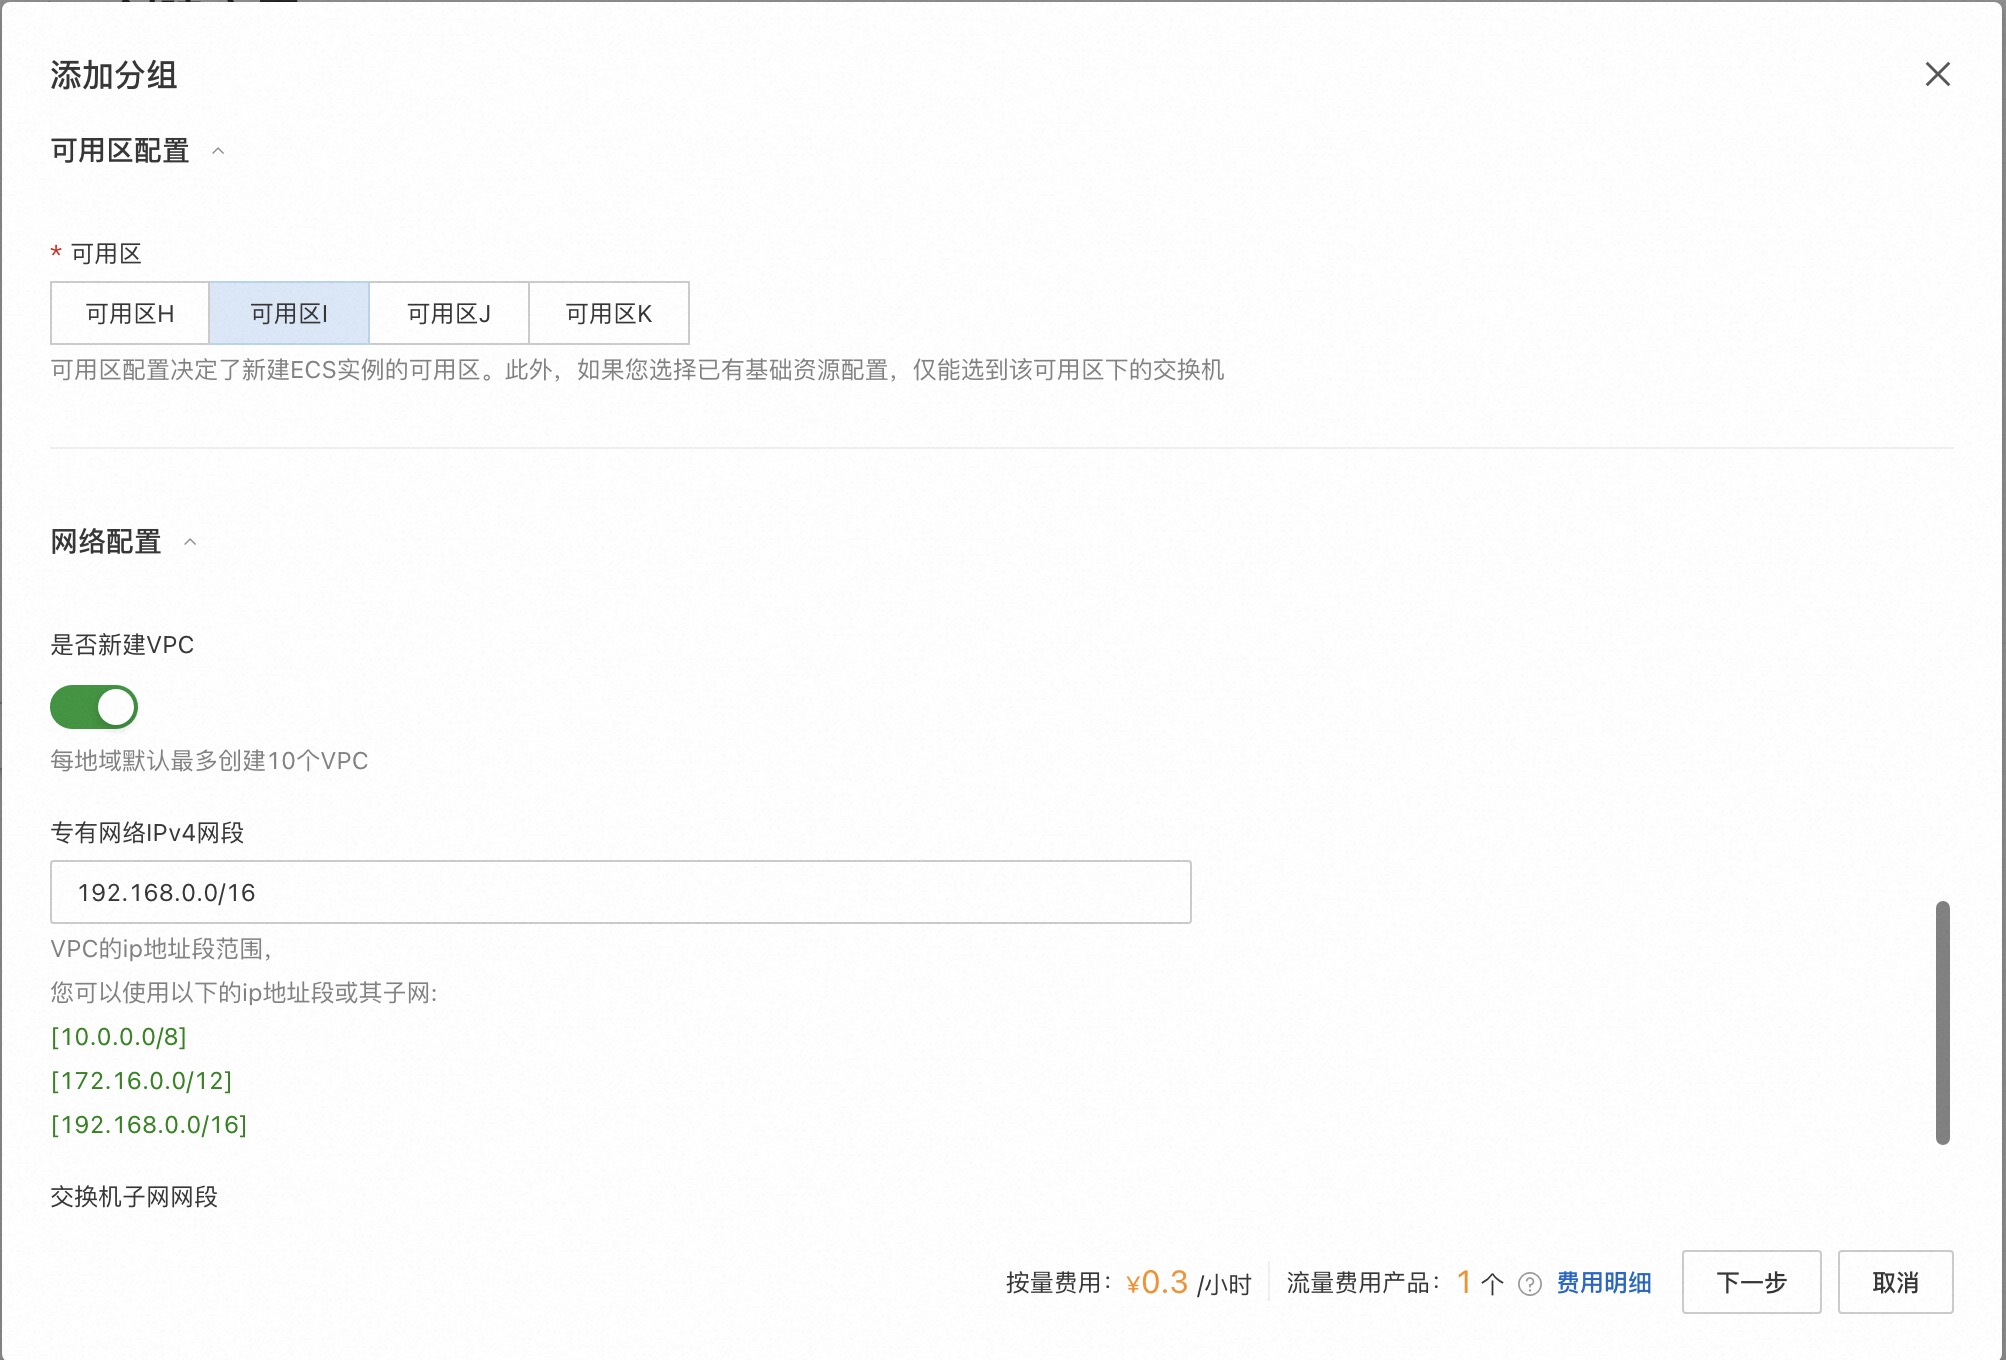 添加分组
可用区配置
* 可用区
可用区H 可用区I 可用区J 可用区K
可用区配置决定了新建ECS实例的可用区。此外，如果您选择已有基础资源配置，仅能选到该可用区下的交换机
网络配置
是否新建VPC
每地域默认最多创建10个VPC
专有网络IPv4网段
192.168.0.0/16
VPC的ip地址段范围，
您可以使用以下的ip地址段或其子网:
[10.0.0.0/8]
[172.16.0.0/12]
[192.168.0.0/16]
交换机子网网段
按量费用：¥0.3 /小时 流量费用产品：1 个 ? 费用明细 下一步 取消